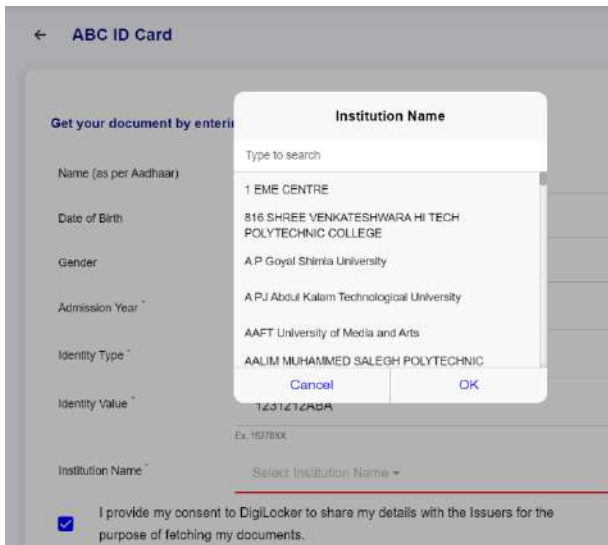 ← ABC ID Card
Get your document by enterin
Institution Name
Type to search
1 EME CENTRE
816 SHREE VENKATESHWARA HI TECH
POLYTECHNIC COLLEGE
A P Goyal Shimla University
A PJ Abdul Kalam Technological University
AAFT University of Media and Arts
AALIM MUHAMMED SALEGH POLYTECHNIC
Cancel
OK
Name (as per Aadhaar)
Date of Birth
Gender
Admission Year *
Identity Type *
Identity Value *
1231212ABA
Ex. 16270XX
Institution Name *
Select Institution Name
I provide my consent to DigiLocker to share my details with the Issuers for the
purpose of fetching my documents.